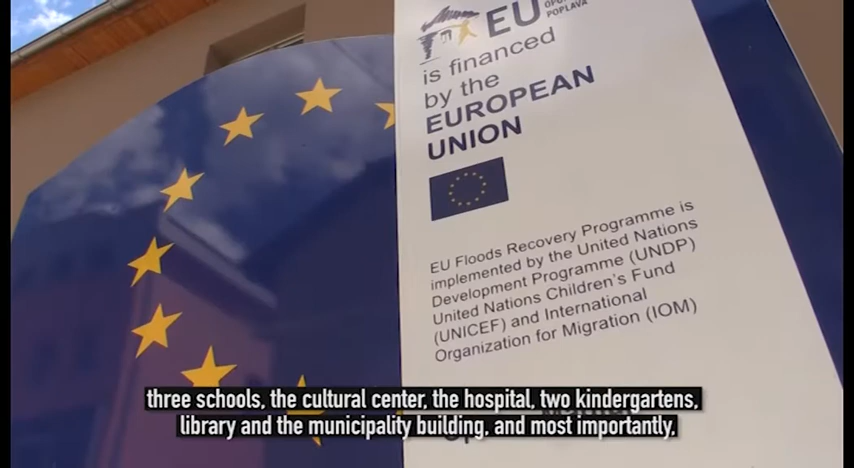 EU
POPLAVA
is financed
by the
EUROPEAN
UNION
EU Floods Recovery Programme is
implemented by the United Nations
Development Programme (UNDP)
United Nations Children's Fund
(UNICEF) and International
Organization for Migration (IOM)
three schools, the cultural center, the hospital, two kindergartens,
library and the municipality building, and most importantly,